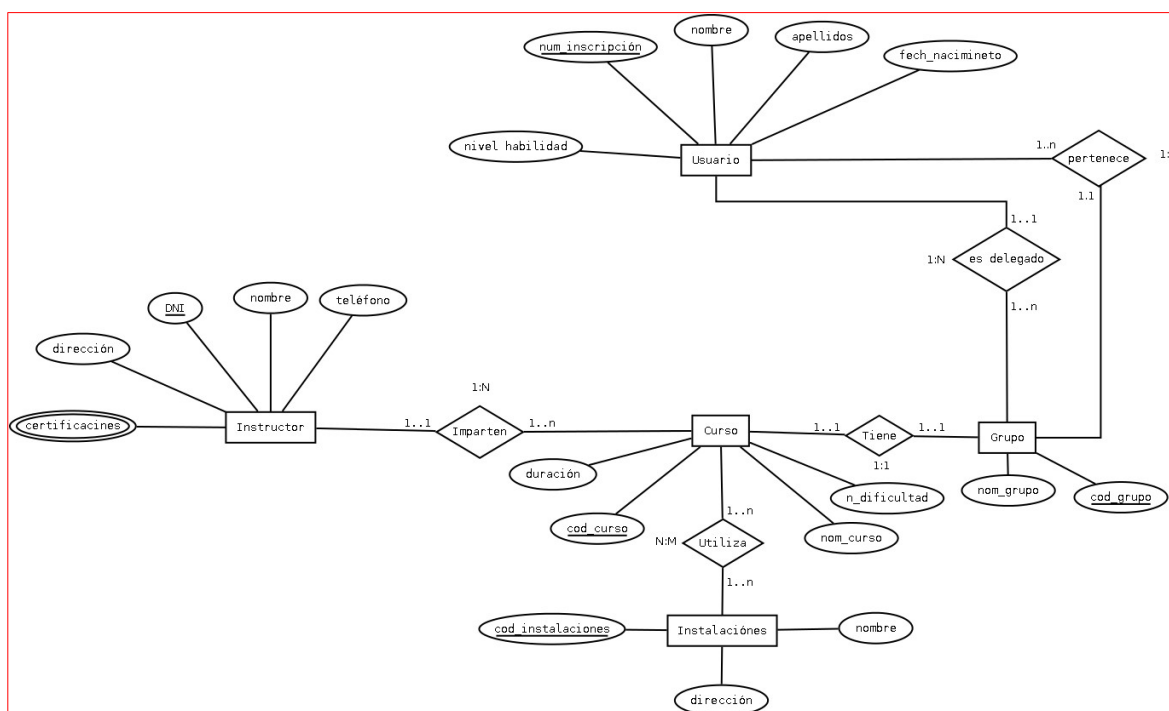 nombre
apellidos
num_inscripción
fech_nacimineto
nivel habilidad
Usuario
1..n
pertenece
1:
1.1
1..1
1:N
es delegado
1..n
DNI
nombre
teléfono
dirección
certificacines
Instructor
1..1
1:N
Imparten
1..n
Curso
1..1
Tiene
1..1
1:1
Grupo
duración
n_dificultad
nom_grupo
cod_grupo
cod_curso
nom_curso
1..n
N:M
Utiliza
1..n
cod_instalaciones
Instalaciónes
nombre
dirección